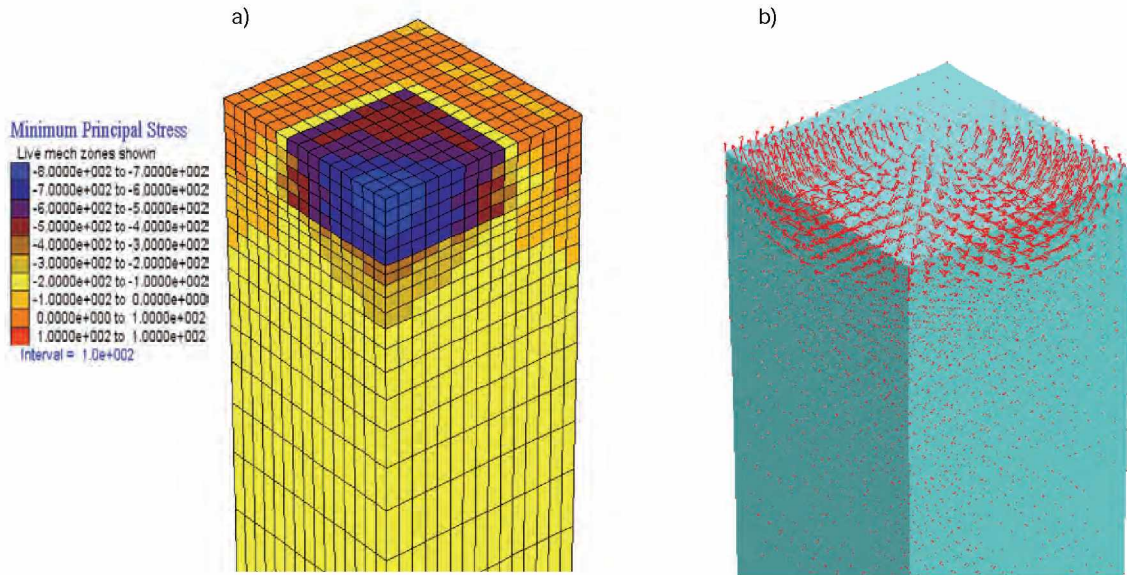 a)
b)
Minimum Principal Stress
Live mech zones shown
-8.0000e+002 to -7.0000e+002
-7.0000e+002 to -6.0000e+002
-6.0000e+002 to -5.0000e+002
-5.0000e+002 to -4.0000e+002
-4.0000e+002 to -3.0000e+002
-3.0000e+002 to -2.0000e+002
-2.0000e+002 to -1.0000e+002
-1.0000e+002 to 0.0000e+000
0.0000e+000 to 1.0000e+002
1.0000e+002 to 1.0000e+002
Interval = 1.0e+002